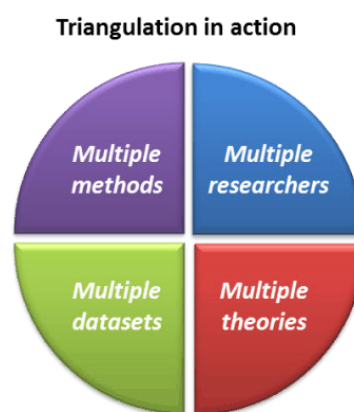 Triangulation in action
Multiple
methods
Multiple
researchers
Multiple
datasets
Multiple
theories